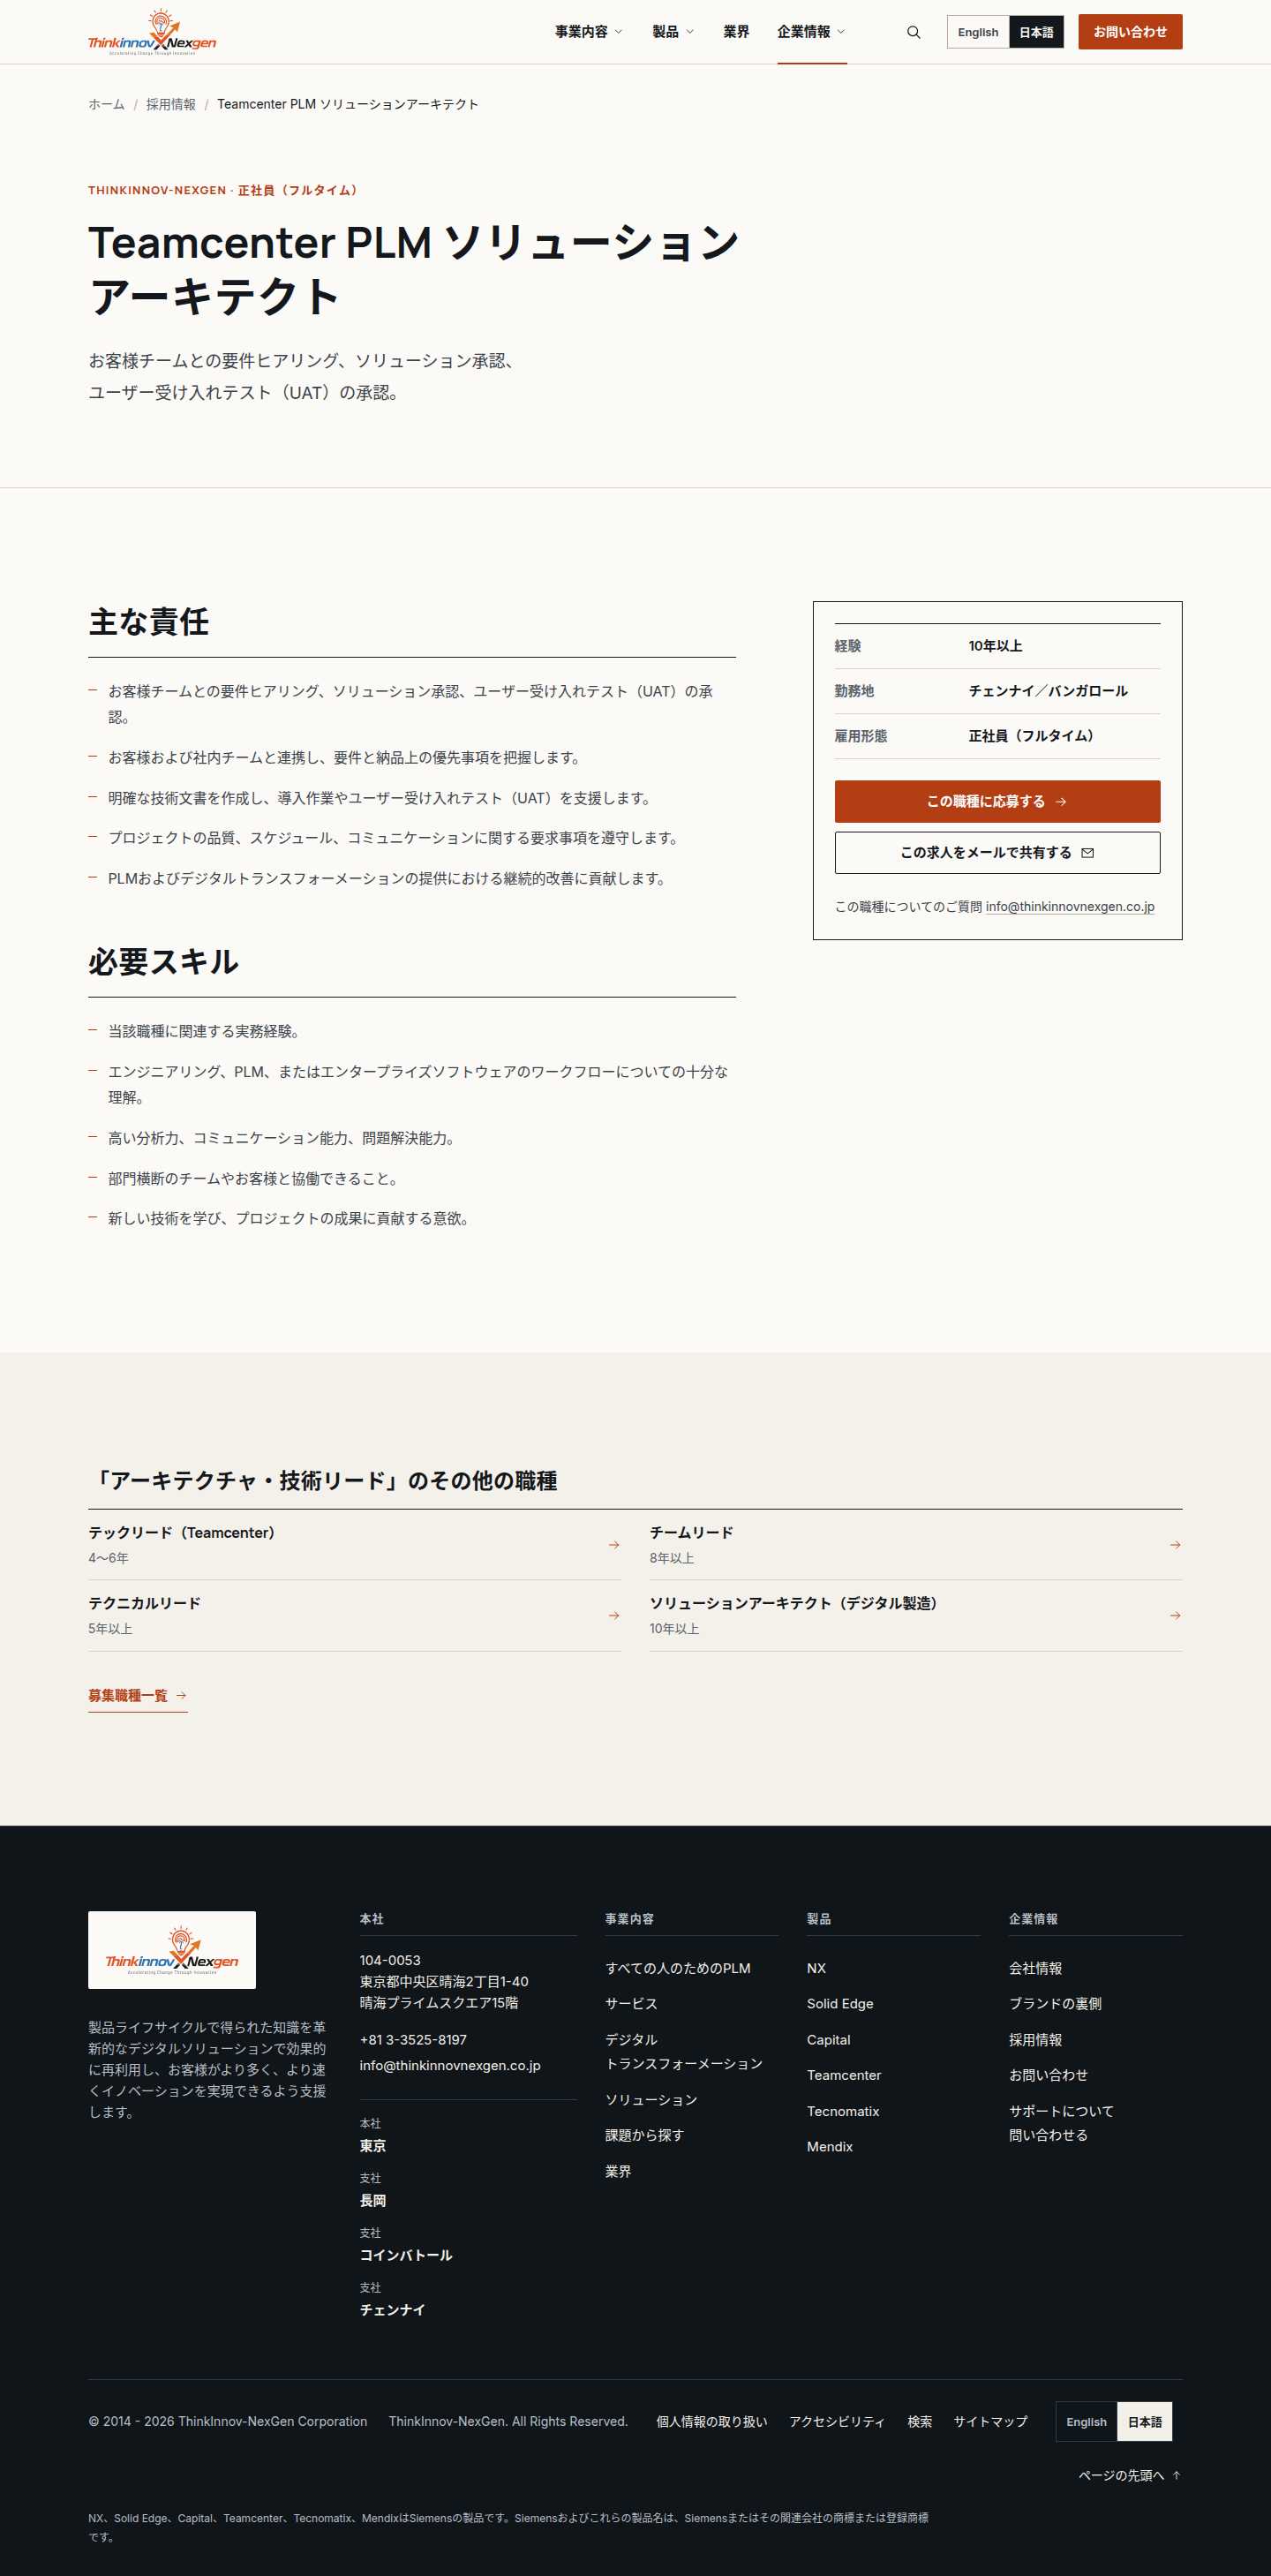 ThinkinnovXNexgen
Accelerating Change Through Innovation
事業内容
製品
業界
企業情報
English
日本語
お問い合わせ
ホーム / 採用情報 / Teamcenter PLM ソリューションアーキテクト
THINKINNOV-NEXGEN · 正社員（フルタイム）
Teamcenter PLM ソリューション
アーキテクト
お客様チームとの要件ヒアリング、ソリューション承認、
ユーザー受け入れテスト（UAT）の承認。
主な責任
お客様チームとの要件ヒアリング、ソリューション承認、ユーザー受け入れテスト（UAT）の承
認。
お客様および社内チームと連携し、要件と納品上の優先事項を把握します。
明確な技術文書を作成し、導入作業やユーザー受け入れテスト（UAT）を支援します。
プロジェクトの品質、スケジュール、コミュニケーションに関する要求事項を遵守します。
PLMおよびデジタルトランスフォーメーションの提供における継続的改善に貢献します。
必要スキル
当該職種に関連する実務経験。
エンジニアリング、PLM、またはエンタープライズソフトウェアのワークフローについての十分な
理解。
高い分析力、コミュニケーション能力、問題解決能力。
部門横断のチームやお客様と協働できること。
新しい技術を学び、プロジェクトの成果に貢献する意欲。
経験 10年以上
勤務地 チェンナイ／バンガロール
雇用形態 正社員（フルタイム）
この職種に応募する →
この求人をメールで共有する
この職種についてのご質問 info@thinkinnovnexgen.co.jp
「アーキテクチャ・技術リード」のその他の職種
テックリード（Teamcenter）
4〜6年
→
チームリード
8年以上
→
テクニカルリード
5年以上
→
ソリューションアーキテクト（デジタル製造）
10年以上
→
募集職種一覧 →
ThinkinnovXNexgen
Accelerating Change Through Innovation
製品ライフサイクルで得られた知識を革
新的なデジタルソリューションで効果的
に再利用し、お客様がより多く、より速
くイノベーションを実現できるよう支援
します。
本社
104-0053
東京都中央区晴海2丁目1-40
晴海プライムスクエア15階
+81 3-3525-8197
info@thinkinnovnexgen.co.jp
本社
東京
支社
長岡
支社
コインバトール
支社
チェンナイ
事業内容
すべての人のためのPLM
サービス
デジタル
トランスフォーメーション
ソリューション
課題から探す
業界
製品
NX
Solid Edge
Capital
Teamcenter
Tecnomatix
Mendix
企業情報
会社情報
ブランドの裏側
採用情報
お問い合わせ
サポートについて
問い合わせる
© 2014 - 2026 ThinkInnov-NexGen Corporation
ThinkInnov-NexGen. All Rights Reserved.
個人情報の取り扱い
アクセシビリティ
検索
サイトマップ
English
日本語
ページの先頭へ ↑
NX、Solid Edge、Capital、Teamcenter、Tecnomatix、MendixはSiemensの製品です。Siemensおよびこれらの製品名は、Siemensまたはその関連会社の商標または登録商標
です。